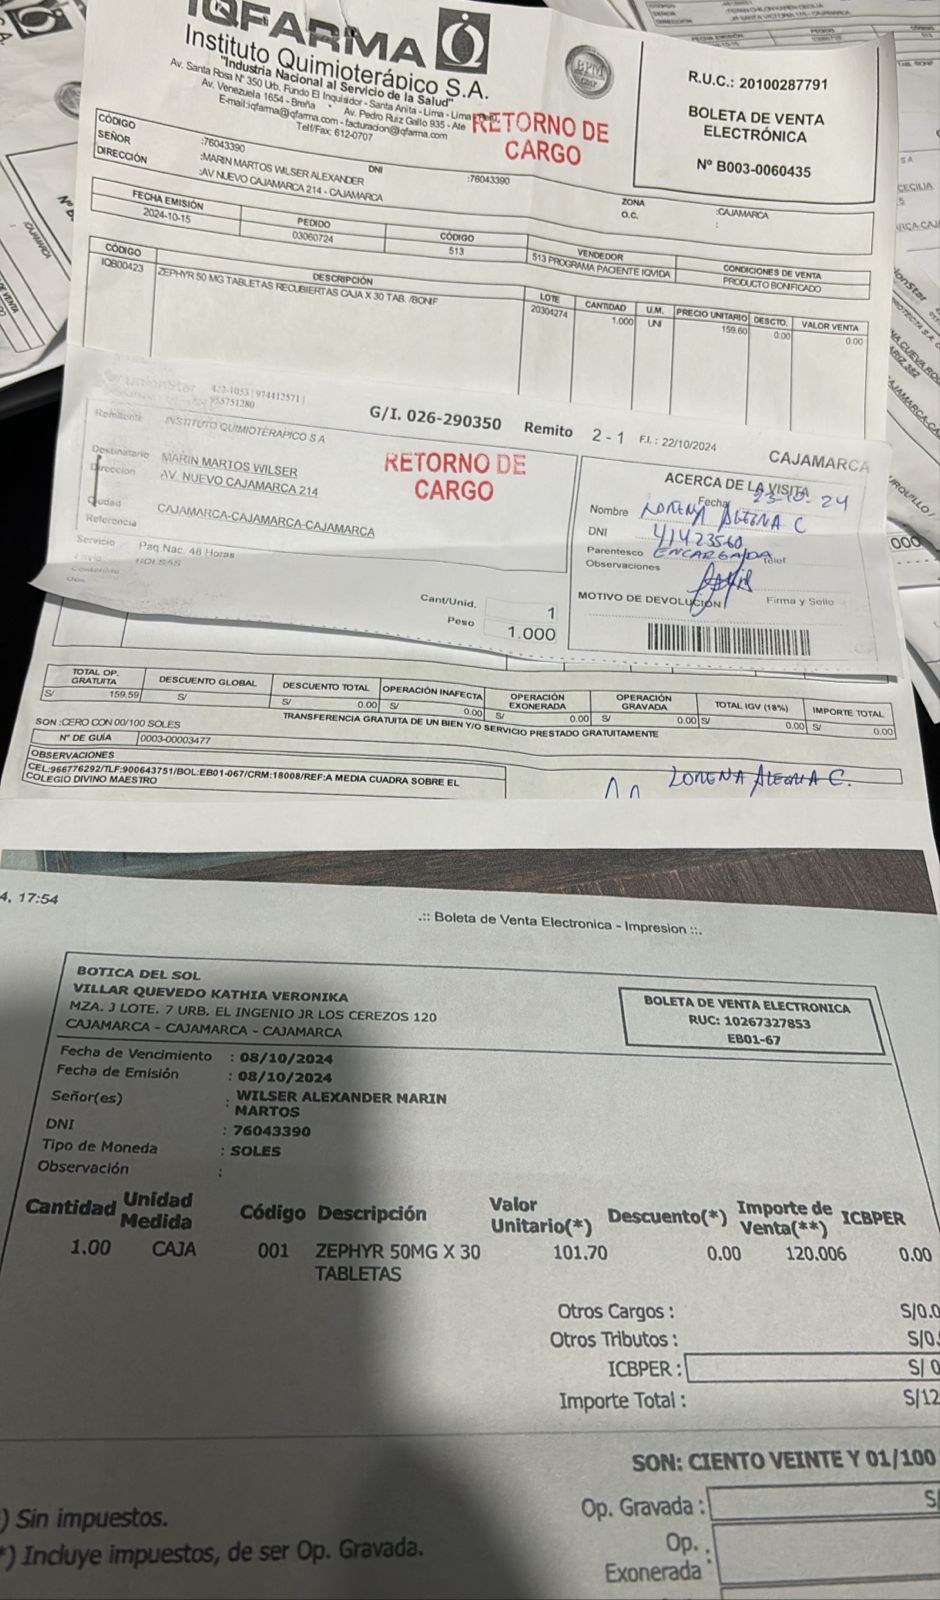 IQFARMA
Instituto Quimioterápico S.A.
"Industria Nacional al Servicio de la Salud"
Av. Santa Rosa N° 350 Urb. Fundo El Inquisidor - Santa Anita - Lima - Lima
Av. Venezuela 1654 - Breña * Av. Pedro Ruiz Gallo 935 - Ate
E-mail:iqfarma@iqfarma.com - facturacion@iqfarma.com
Telf/Fax: 612-0707
BPM
RETORNO DE
CARGO
R.U.C.: 20100287791
BOLETA DE VENTA
ELECTRÓNICA
Nº B003-0060435
CÓDIGO :76043390 DNI :76043390
SEÑOR :MARIN MARTOS WILSER ALEXANDER
DIRECCIÓN :AV NUEVO CAJAMARCA 214 - CAJAMARCA
ZONA :CAJAMARCA
O.C. :
FECHA EMISIÓN PEDIDO CÓDIGO VENDEDOR CONDICIONES DE VENTA
2024-10-15 03060724 513 513 PROGRAMA PACIENTE IQVIDA PRODUCTO BONIFICADO
CÓDIGO DESCRIPCIÓN LOTE CANTIDAD U.M. PRECIO UNITARIO DESCTO. VALOR VENTA
IQB00423 ZEPHYR 50 MG TABLETAS RECUBIERTAS CAJA X 30 TAB. /BONIF 20304274 1.000 UNI 159.60 0.00 0.00
unionStar 422-1053 | 974412571 |
955751280
G/I. 026-290350 Remito 2 - 1 F.I.: 22/10/2024 CAJAMARCA
Remitente INSTITUTO QUIMIOTERAPICO S A
Destinatario MARIN MARTOS WILSER
Direccion AV. NUEVO CAJAMARCA 214
Ciudad CAJAMARCA-CAJAMARCA-CAJAMARCA
Referencia
Servicio Paq.Nac. 48 Horas
BOLSAS
RETORNO DE
CARGO
Cant/Unid. 1
Peso 1.000
ACERCA DE LA VISITA
Fecha 23-10-24
Nombre LORENA ALEGRIA C
DNI 41423560
Parentesco ENCARGADA Telef
Observaciones
MOTIVO DE DEVOLUCIÓN Firma y Sello
TOTAL OP. GRATUITA DESCUENTO GLOBAL DESCUENTO TOTAL OPERACIÓN INAFECTA OPERACIÓN EXONERADA OPERACIÓN GRAVADA TOTAL IGV (18%) IMPORTE TOTAL
S/ 159.59 S/ S/ 0.00 S/ 0.00 S/ 0.00 S/ 0.00 S/ 0.00 S/ 0.00
SON :CERO CON 00/100 SOLES
TRANSFERENCIA GRATUITA DE UN BIEN Y/O SERVICIO PRESTADO GRATUITAMENTE
N° DE GUÍA 0003-00003477
OBSERVACIONES
CEL:966776292/TLF:900643751/BOL:EB01-067/CRM:18008/REF:A MEDIA CUADRA SOBRE EL
COLEGIO DIVINO MAESTRO
LORENA ALEGRIA C.
4, 17:54
.:: Boleta de Venta Electronica - Impresion ::.
BOTICA DEL SOL
VILLAR QUEVEDO KATHIA VERONIKA
MZA. J LOTE. 7 URB. EL INGENIO JR LOS CEREZOS 120
CAJAMARCA - CAJAMARCA - CAJAMARCA
BOLETA DE VENTA ELECTRONICA
RUC: 10267327853
EB01-67
Fecha de Vencimiento : 08/10/2024
Fecha de Emisión : 08/10/2024
Señor(es) : WILSER ALEXANDER MARIN
MARTOS
DNI : 76043390
Tipo de Moneda : SOLES
Observación :
Cantidad Unidad Medida Código Descripción Valor Unitario(*) Descuento(*) Importe de Venta(**) ICBPER
1.00 CAJA 001 ZEPHYR 50MG X 30 101.70 0.00 120.006 0.00
TABLETAS
Otros Cargos : S/0.0
Otros Tributos : S/0.
ICBPER : S/ 0
Importe Total : S/12
SON: CIENTO VEINTE Y 01/100
) Sin impuestos.
*) Incluye impuestos, de ser Op. Gravada.
Op. Gravada : S/
Op.
Exonerada :